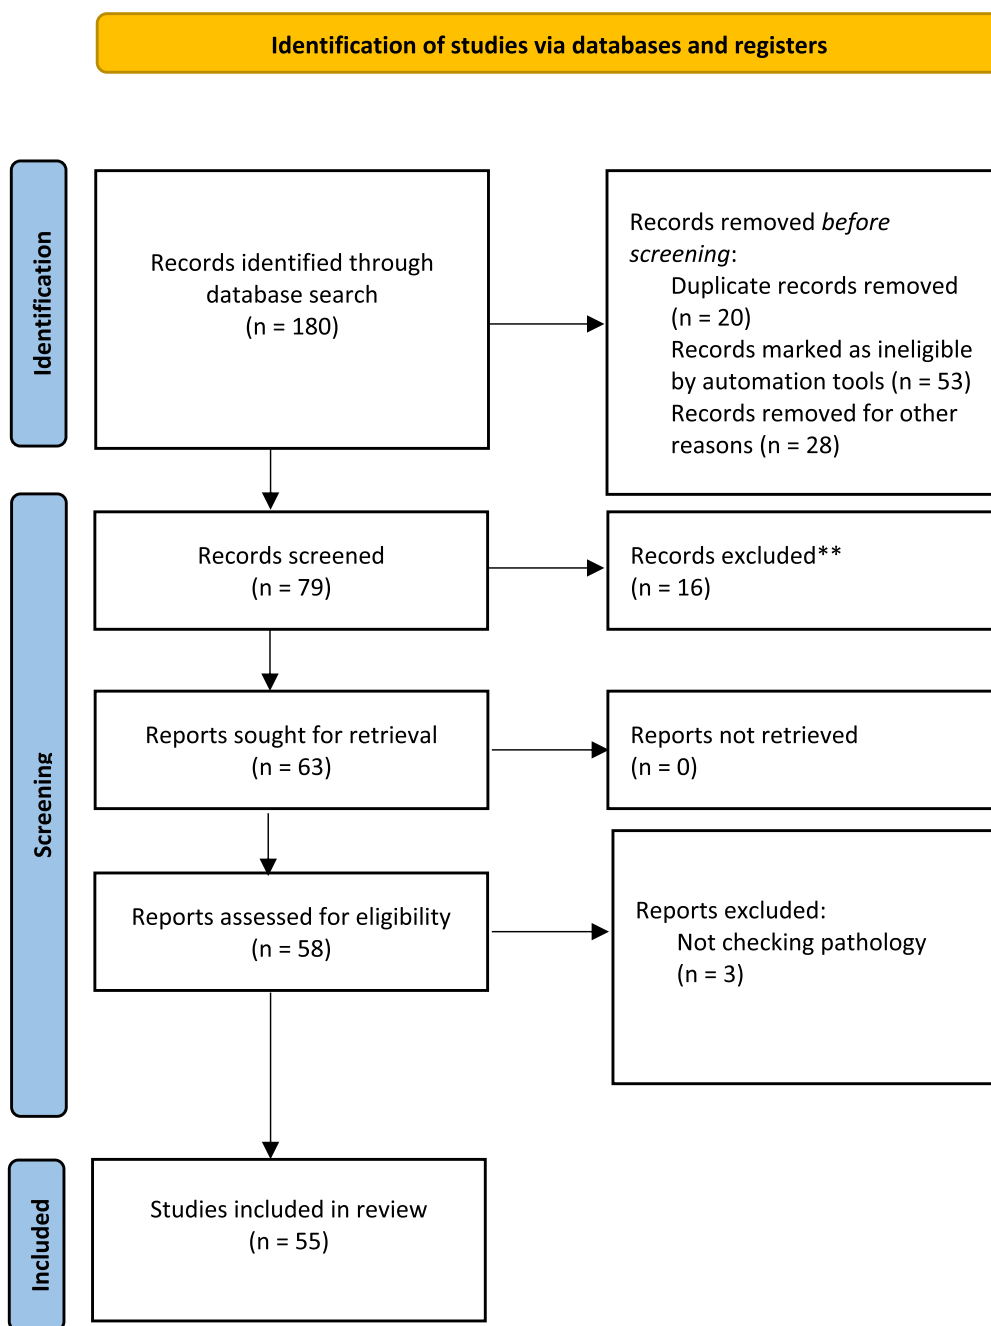 Identification of studies via databases and registers
Identification
Records identified through
database search
(n = 180)
Records removed before
screening:
Duplicate records removed
(n = 20)
Records marked as ineligible
by automation tools (n = 53)
Records removed for other
reasons (n = 28)
Screening
Records screened
(n = 79)
Records excluded**
(n = 16)
Reports sought for retrieval
(n = 63)
Reports not retrieved
(n = 0)
Reports assessed for eligibility
(n = 58)
Reports excluded:
Not checking pathology
(n = 3)
Included
Studies included in review
(n = 55)